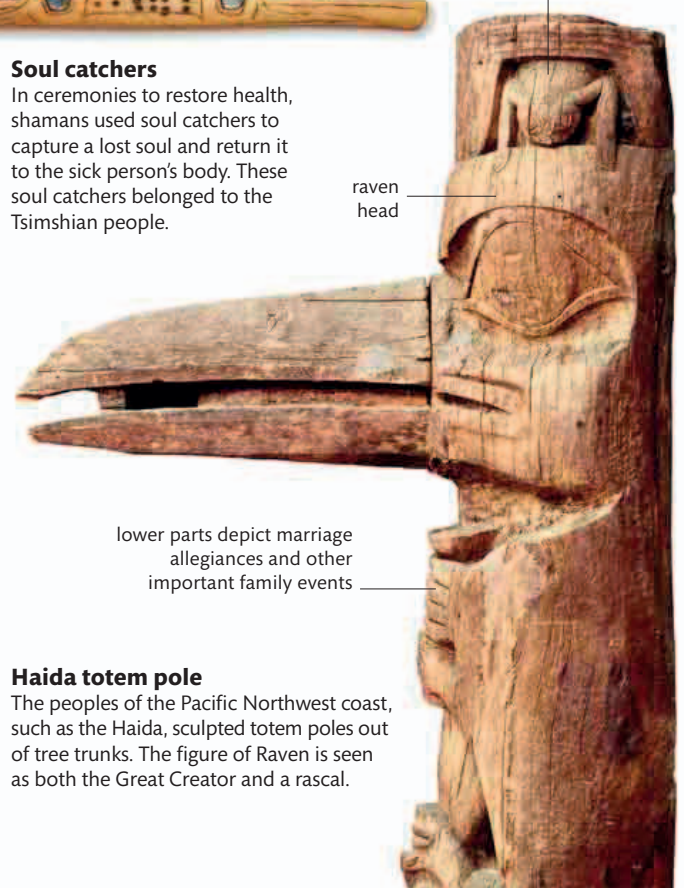 Soul catchers
In ceremonies to restore health,
shamans used soul catchers to
capture a lost soul and return it
to the sick person's body. These
soul catchers belonged to the
Tsimshian people.
raven
head
lower parts depict marriage
allegiances and other
important family events
Haida totem pole
The peoples of the Pacific Northwest coast,
such as the Haida, sculpted totem poles out
of tree trunks. The figure of Raven is seen
as both the Great Creator and a rascal.